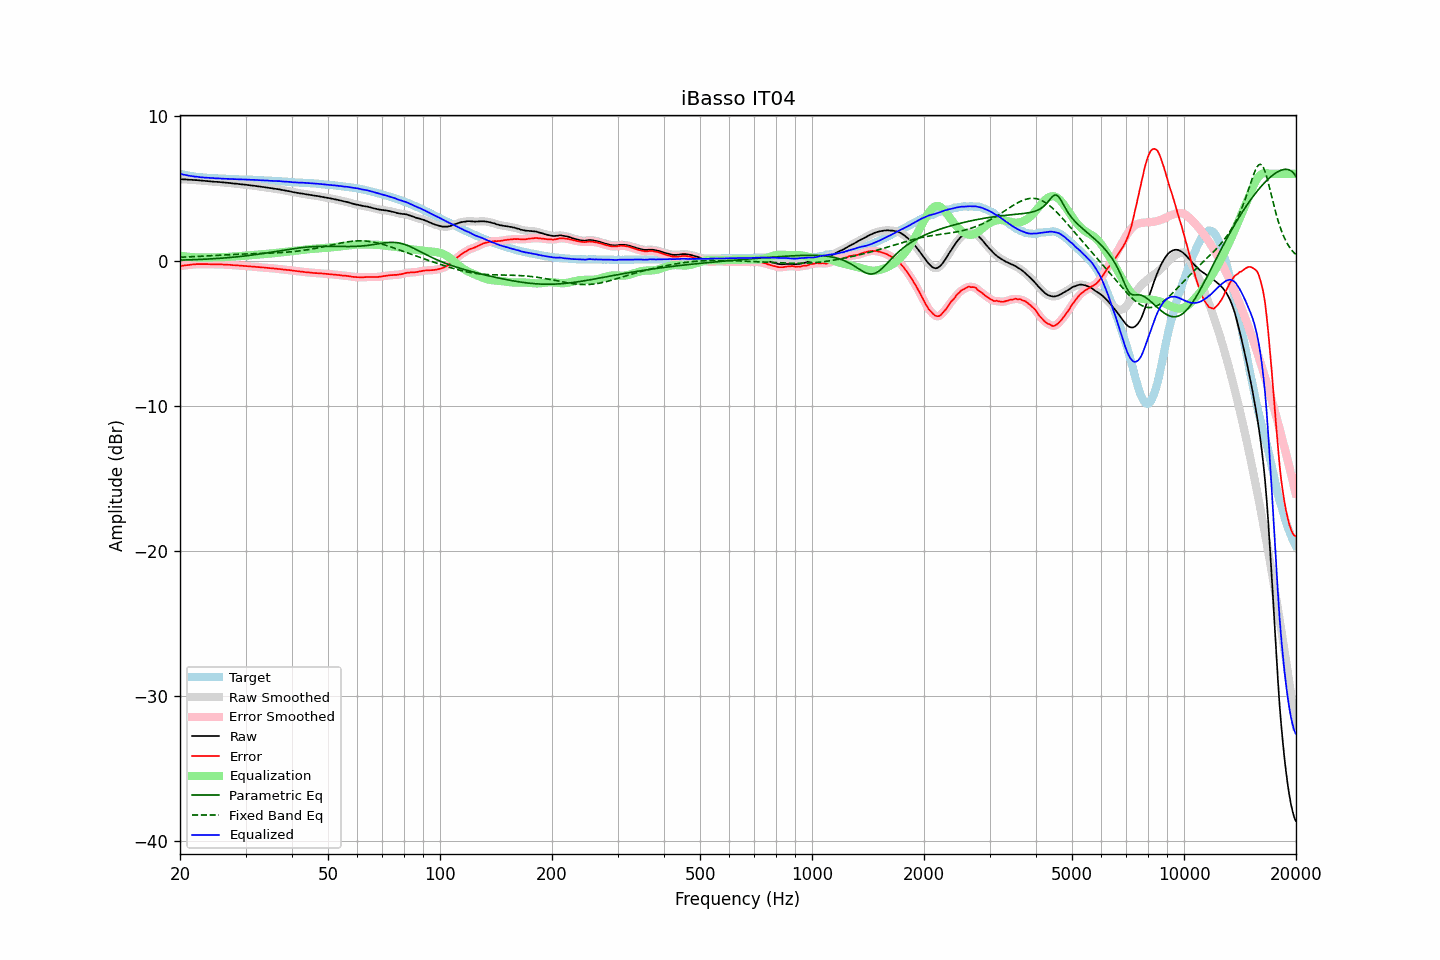 iBasso IT04
Amplitude (dBr)
10
0
−10
−20
−30
−40
Target
Raw Smoothed
Error Smoothed
Raw
Error
Equalization
Parametric Eq
Fixed Band Eq
Equalized
20 50 100 200 500 1000 2000 5000 10000 20000
Frequency (Hz)